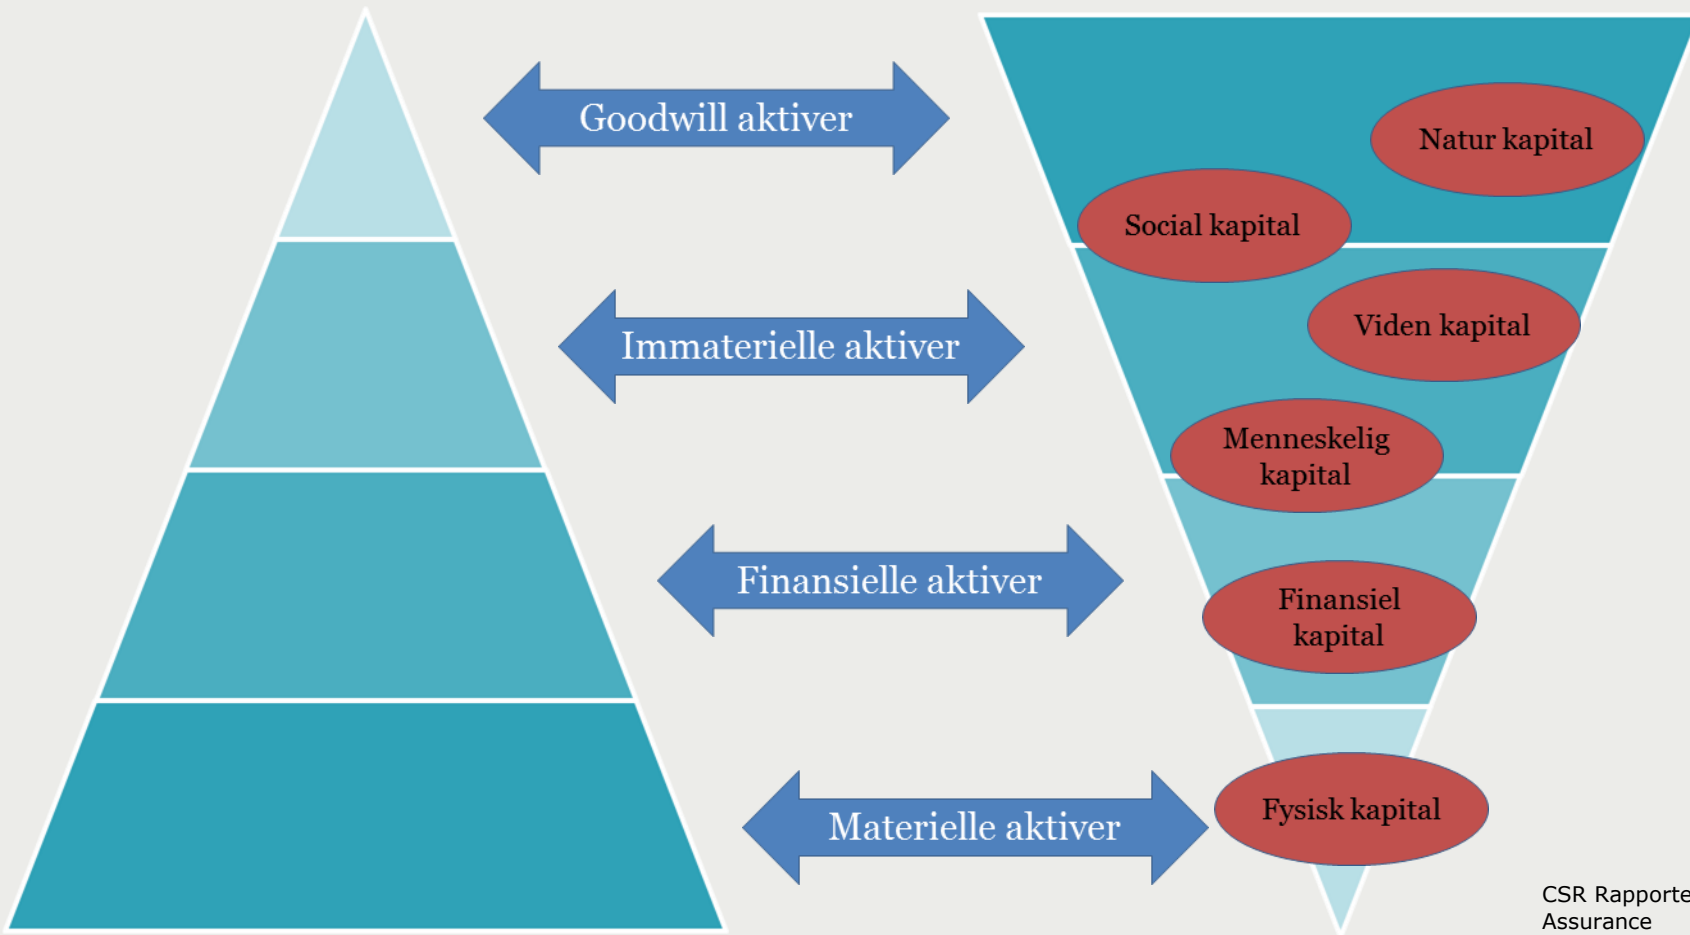 Goodwill aktiver
Natur kapital
Social kapital
Immaterielle aktiver
Viden kapital
Menneskelig
kapital
Finansielle aktiver
Finansiel
kapital
Materielle aktiver
Fysisk kapital
CSR Rapporte
Assurance